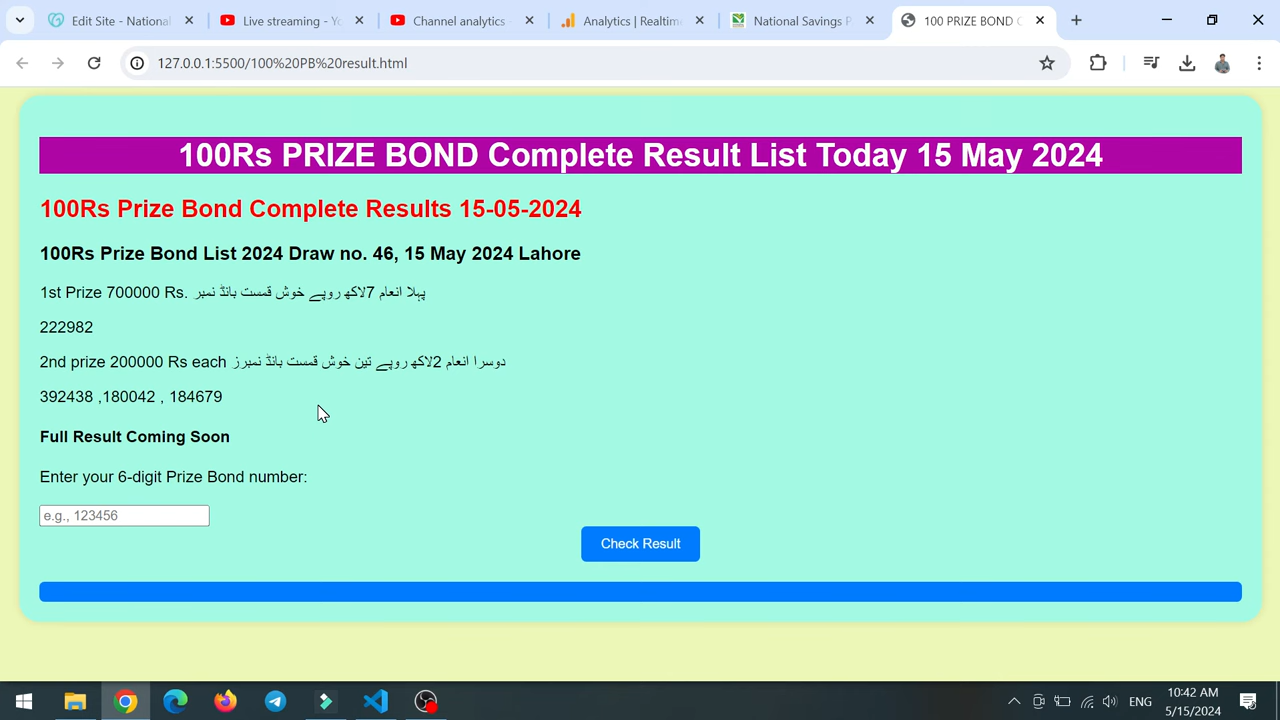 Edit Site - National
Live streaming - Yo
Channel analytics -
Analytics | Realtim
National Savings P
100 PRIZE BOND C
127.0.0.1:5500/100%20PB%20result.html
100Rs PRIZE BOND Complete Result List Today 15 May 2024
100Rs Prize Bond Complete Results 15-05-2024
100Rs Prize Bond List 2024 Draw no. 46, 15 May 2024 Lahore
1st Prize 700000 Rs. پہلا انعام 7لاکھ روپے خوش قمست بانڈ نمبر
222982
2nd prize 200000 Rs each دوسرا انعام 2لاکھ روپے تین خوش قمست بانڈ نمبرز
392438 ,180042 , 184679
Full Result Coming Soon
Enter your 6-digit Prize Bond number:
e.g., 123456
Check Result
ENG
10:42 AM
5/15/2024